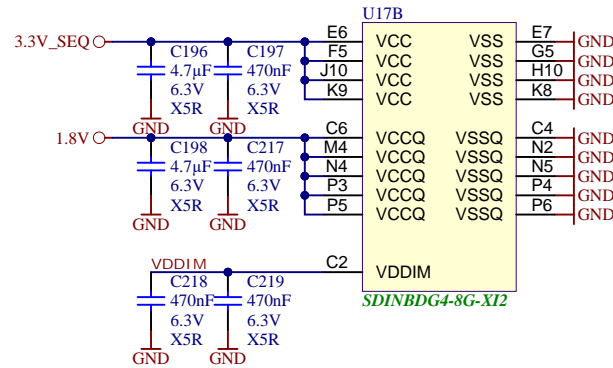 U17B
3.3V_SEQ
E6 VCC VSS E7 GND
F5 VCC VSS G5 GND
J10 VCC VSS H10 GND
K9 VCC VSS K8 GND
C196 C197
4.7µF 470nF
6.3V 6.3V
X5R X5R
GND GND
1.8V
C6 VCCQ VSSQ C4 GND
M4 VCCQ VSSQ N2 GND
N4 VCCQ VSSQ N5 GND
P3 VCCQ VSSQ P4 GND
P5 VCCQ VSSQ P6 GND
C198 C217
4.7µF 470nF
6.3V 6.3V
X5R X5R
GND GND
VDDIM C2 VDDIM
C218 C219
470nF 470nF
6.3V 6.3V
X5R X5R
GND GND
SDINBDG4-8G-XI2